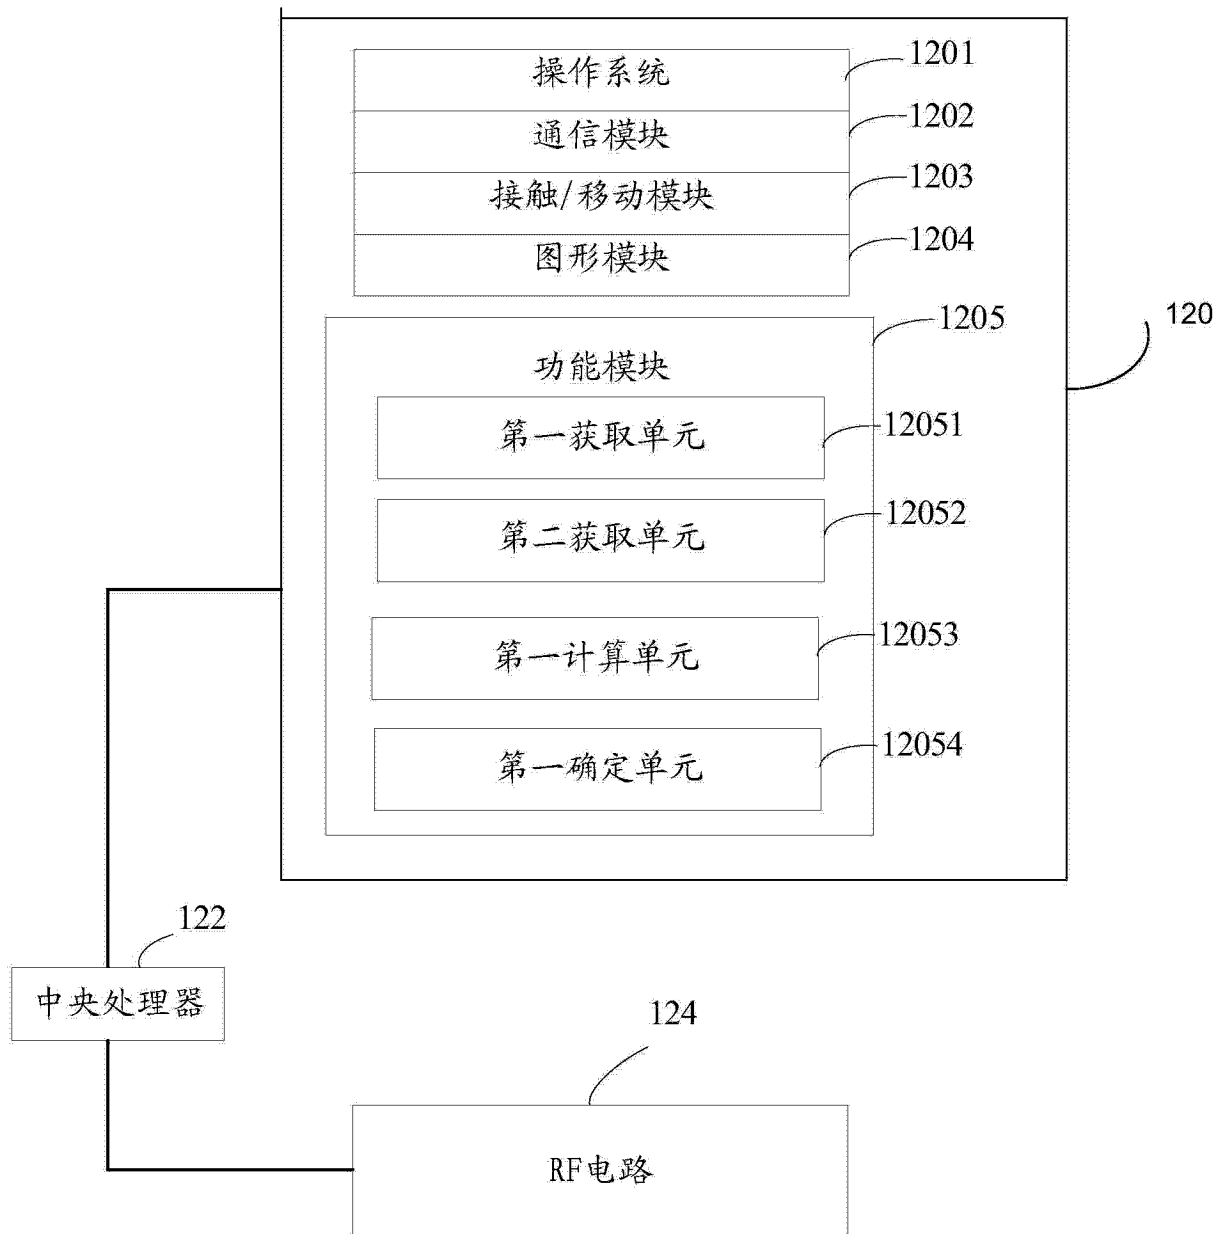 操作系统 1201
通信模块 1202
接触/移动模块 1203
图形模块 1204
1205
120
功能模块
第一获取单元 12051
第二获取单元 12052
第一计算单元 12053
第一确定单元 12054
122
中央处理器
124
RF电路